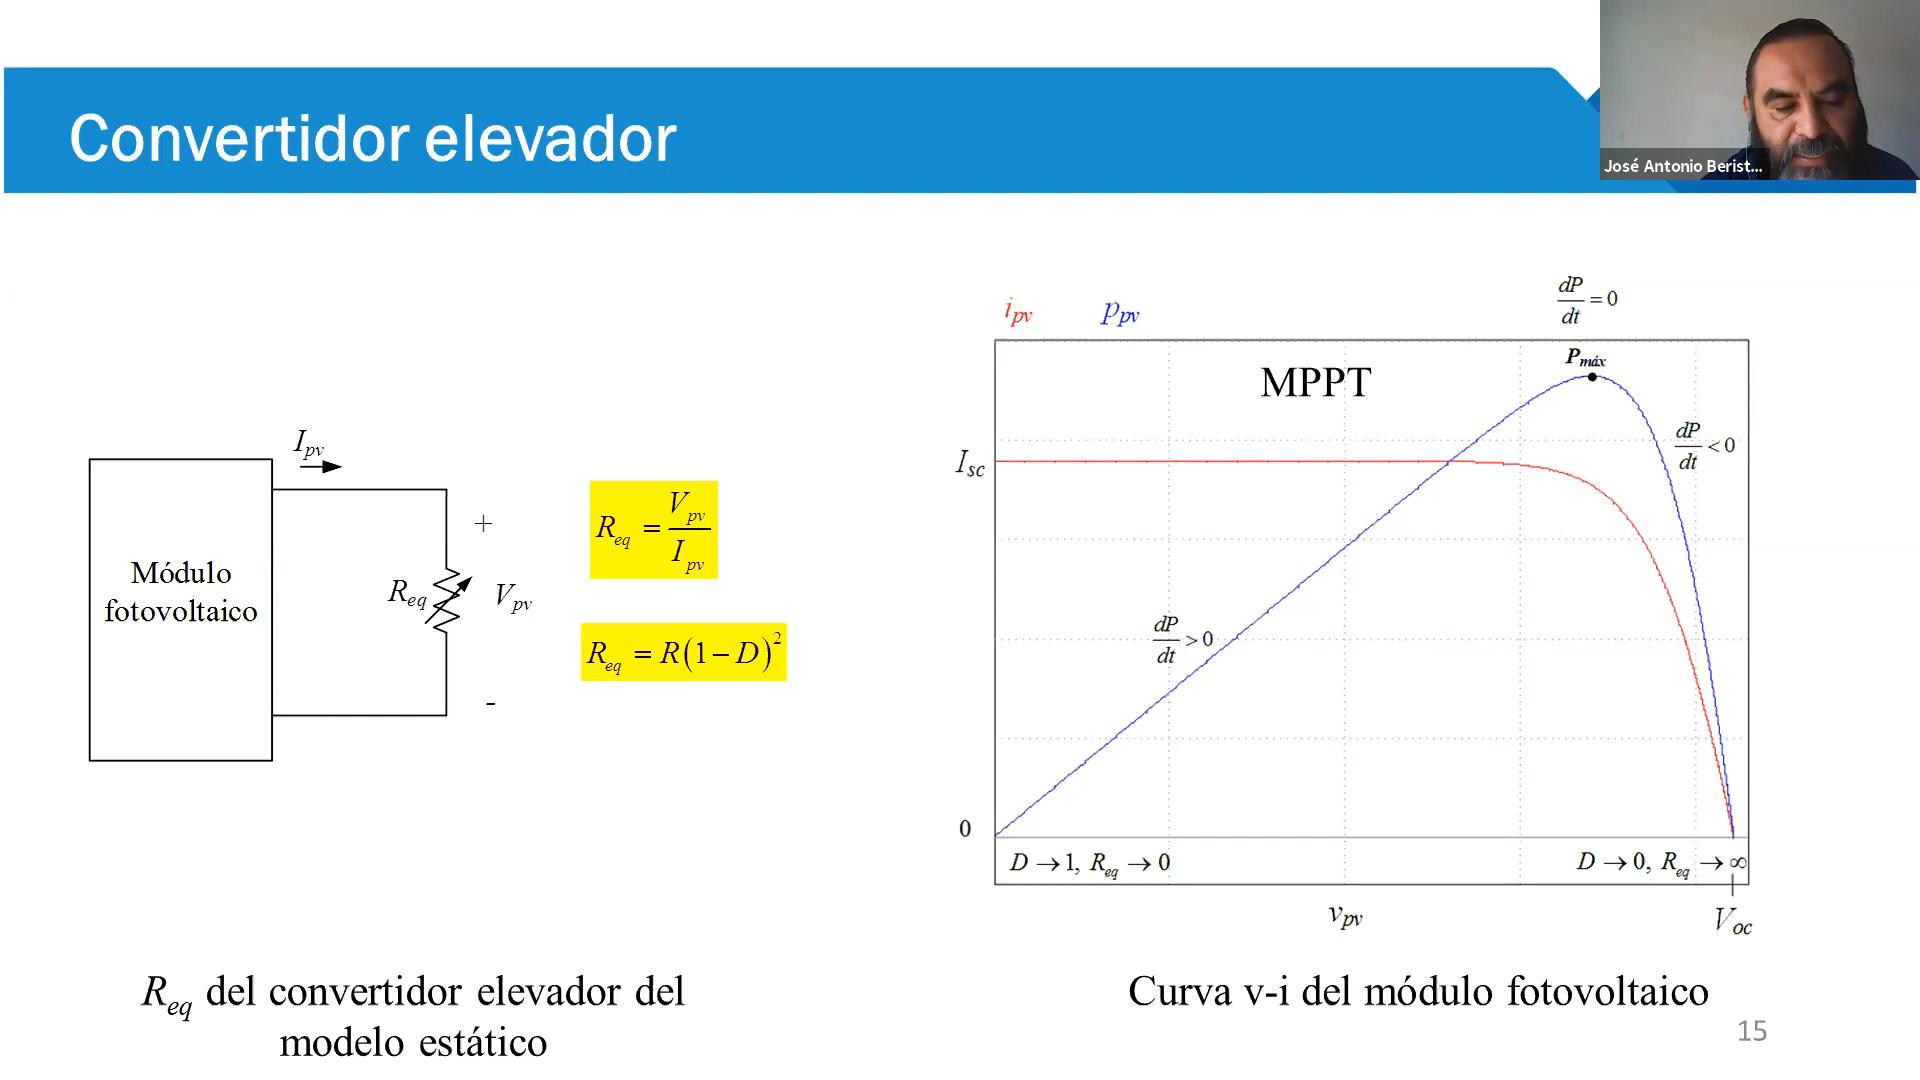 Convertidor elevador
José Antonio Berist...
I_pv
Módulo
fotovoltaico
+
R_eq
V_pv
-
R_eq = V_pv / I_pv
R_eq = R(1 − D)^2
R_eq del convertidor elevador del
modelo estático
i_pv p_pv
dP/dt = 0
MPPT
P_máx
dP/dt < 0
I_sc
dP/dt > 0
0
D → 1, R_eq → 0
D → 0, R_eq → ∞
v_pv
V_oc
Curva v-i del módulo fotovoltaico
15